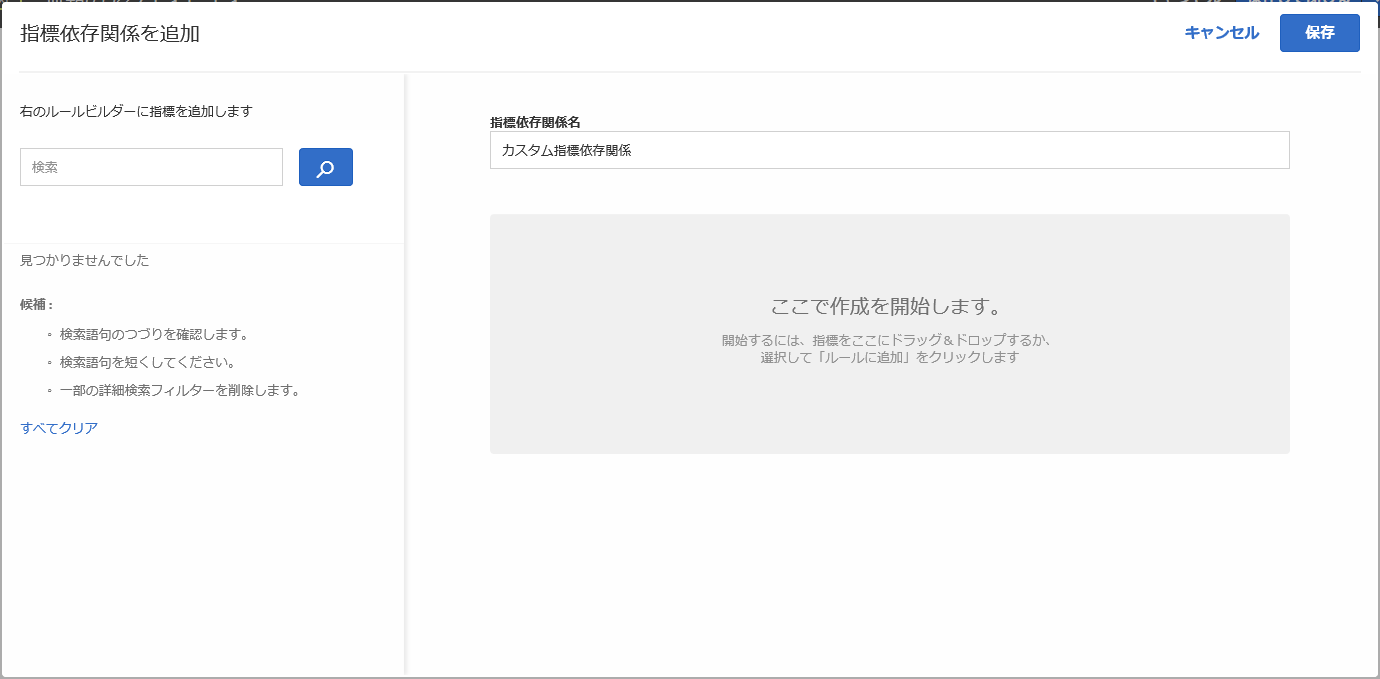 指標依存関係を追加
キャンセル
保存
右のルールビルダーに指標を追加します
検索
見つかりませんでした
候補 :
• 検索語句のつづりを確認します。
• 検索語句を短くしてください。
• 一部の詳細検索フィルターを削除します。
すべてクリア
指標依存関係名
カスタム指標依存関係
ここで作成を開始します。
開始するには、指標をここにドラッグ＆ドロップするか、
選択して「ルールに追加」をクリックします